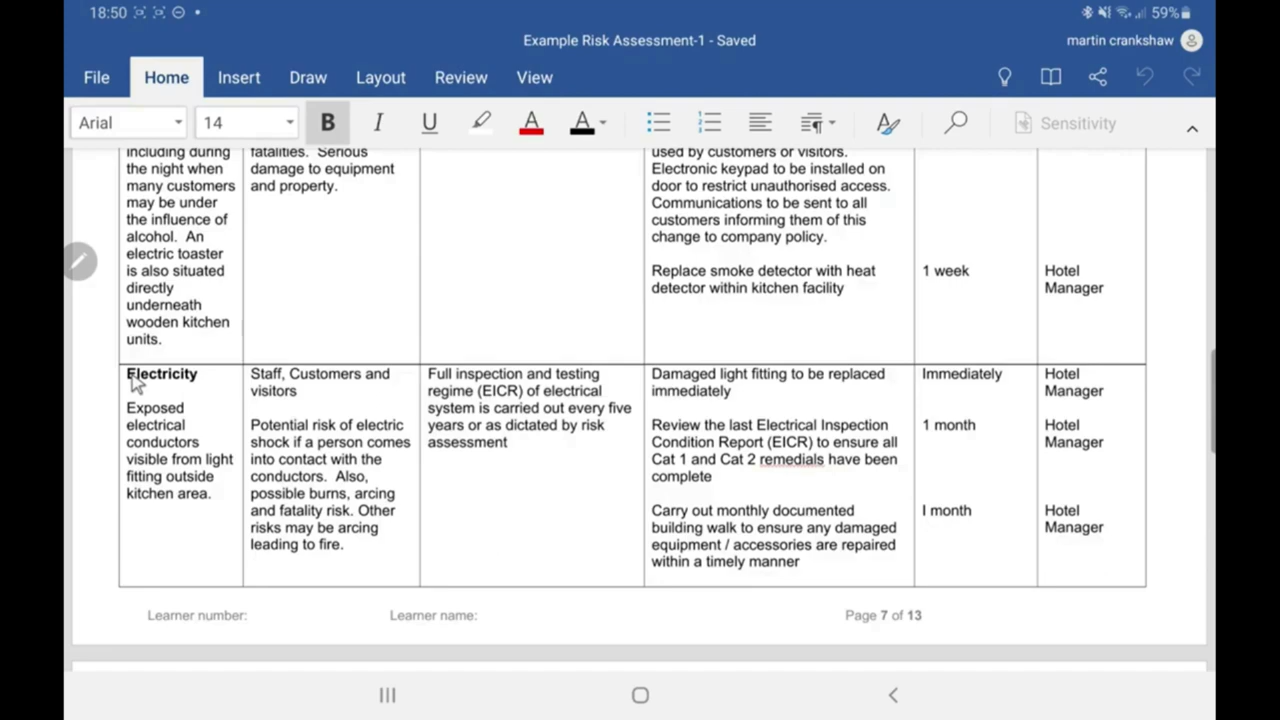 18:50
59%
Example Risk Assessment-1 - Saved
martin crankshaw
File
Home
Insert
Draw
Layout
Review
View
Arial
14
B
I
U
A
A
Sensitivity
including during
the night when
many customers
may be under
the influence of
alcohol. An
electric toaster
is also situated
directly
underneath
wooden kitchen
units.
fatalities. Serious
damage to equipment
and property.
used by customers or visitors.
Electronic keypad to be installed on
door to restrict unauthorised access.
Communications to be sent to all
customers informing them of this
change to company policy.
Replace smoke detector with heat
detector within kitchen facility
1 week
Hotel
Manager
Electricity
Exposed
electrical
conductors
visible from light
fitting outside
kitchen area.
Staff, Customers and
visitors
Potential risk of electric
shock if a person comes
into contact with the
conductors. Also,
possible burns, arcing
and fatality risk. Other
risks may be arcing
leading to fire.
Full inspection and testing
regime (EICR) of electrical
system is carried out every five
years or as dictated by risk
assessment
Damaged light fitting to be replaced
immediately
Immediately
Hotel
Manager
Review the last Electrical Inspection
Condition Report (EICR) to ensure all
Cat 1 and Cat 2 remedials have been
complete
1 month
Hotel
Manager
Carry out monthly documented
building walk to ensure any damaged
equipment / accessories are repaired
within a timely manner
I month
Hotel
Manager
Learner number:
Learner name:
Page 7 of 13